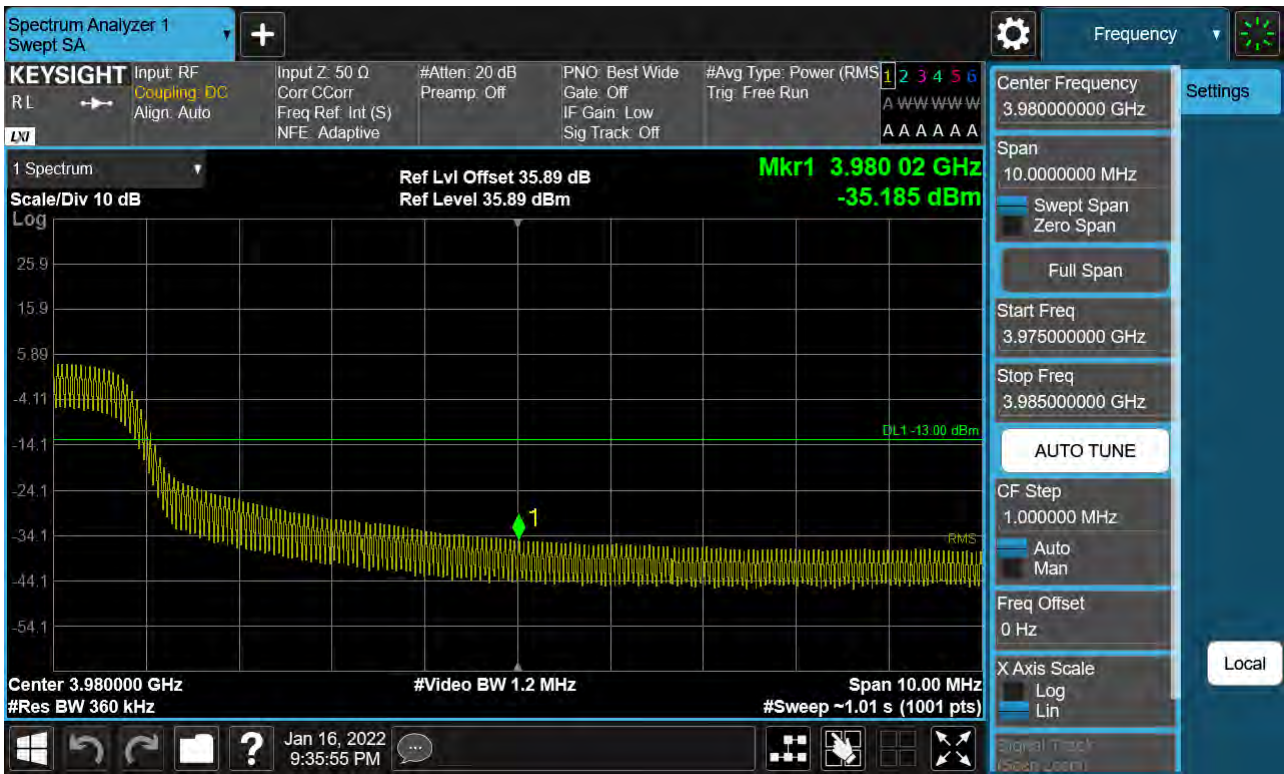 Spectrum Analyzer 1
Swept SA
Frequency
KEYSIGHT
RL
LXI
Input: RF
Coupling: DC
Align: Auto
Input Z: 50 Ω
Corr CCorr
Freq Ref: Int (S)
NFE: Adaptive
#Atten: 20 dB
Preamp: Off
PNO: Best Wide
Gate: Off
IF Gain: Low
Sig Track: Off
#Avg Type: Power (RMS
Trig: Free Run
1 2 3 4 5 6
A W W W W W
A A A A A A
1 Spectrum
Scale/Div 10 dB
Log
Ref Lvl Offset 35.89 dB
Ref Level 35.89 dBm
Mkr1 3.980 02 GHz
-35.185 dBm
25.9
15.9
5.89
-4.11
-14.1
-24.1
-34.1
-44.1
-54.1
DL1 -13.00 dBm
1
RMS
Center 3.980000 GHz
#Res BW 360 kHz
#Video BW 1.2 MHz
Span 10.00 MHz
#Sweep ~1.01 s (1001 pts)
Jan 16, 2022
9:35:55 PM
Center Frequency
3.980000000 GHz
Span
10.0000000 MHz
Swept Span
Zero Span
Full Span
Start Freq
3.975000000 GHz
Stop Freq
3.985000000 GHz
AUTO TUNE
CF Step
1.000000 MHz
Auto
Man
Freq Offset
0 Hz
X Axis Scale
Log
Lin
Signal Track
(Span Zoom)
Settings
Local